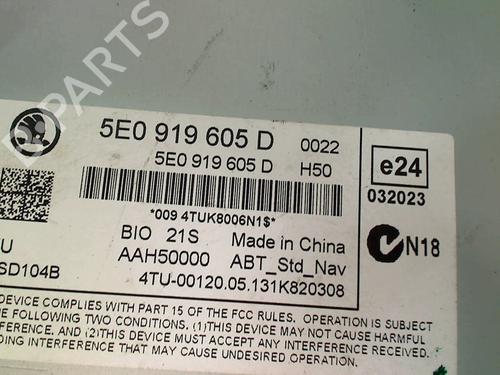 D-PARTS
5E0 919 605 D 0022
5E0 919 605 D H50
e24
032023
*009 4TUK8006N1$*
N18
U BIO 21S Made in China
SD104B AAH50000 ABT_Std_Nav
4TU-00120.05.131K820308
DEVICE COMPLIES WITH PART 15 OF THE FCC RULES. OPERATION IS SUBJECT
THE FOLLOWING TWO CONDITIONS, (1)THIS DEVICE MAY NOT CAUSE HARMFUL
RFERENCE. AND (2)THIS DEVICE MUST ACCEPT ANY INTERFERENCE RECEIVED.
DING INTERFERENCE THAT MAY CAUSE UNDESIRED OPERATION.